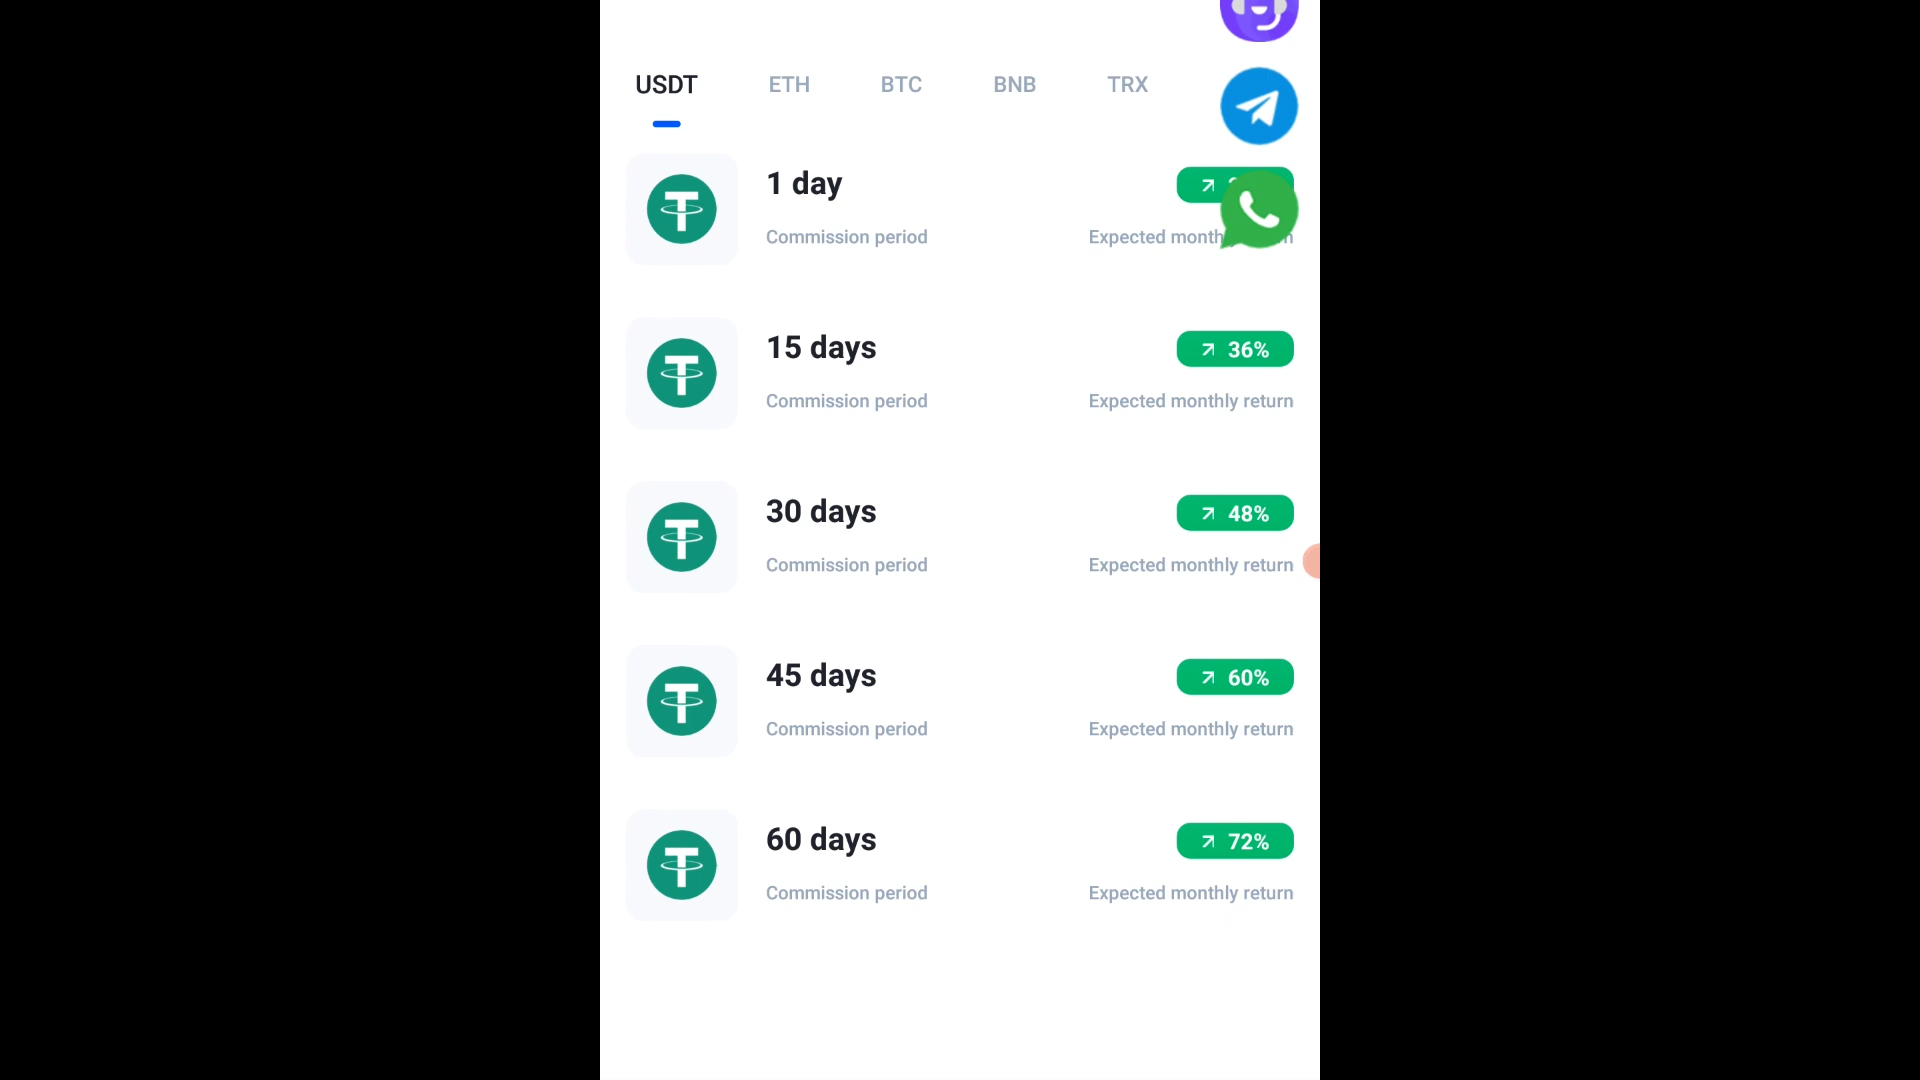 USDT ETH BTC BNB TRX
1 day
Commission period Expected
15 days 36%
Commission period Expected monthly return
30 days 48%
Commission period Expected monthly return
45 days 60%
Commission period Expected monthly return
60 days 72%
Commission period Expected monthly return